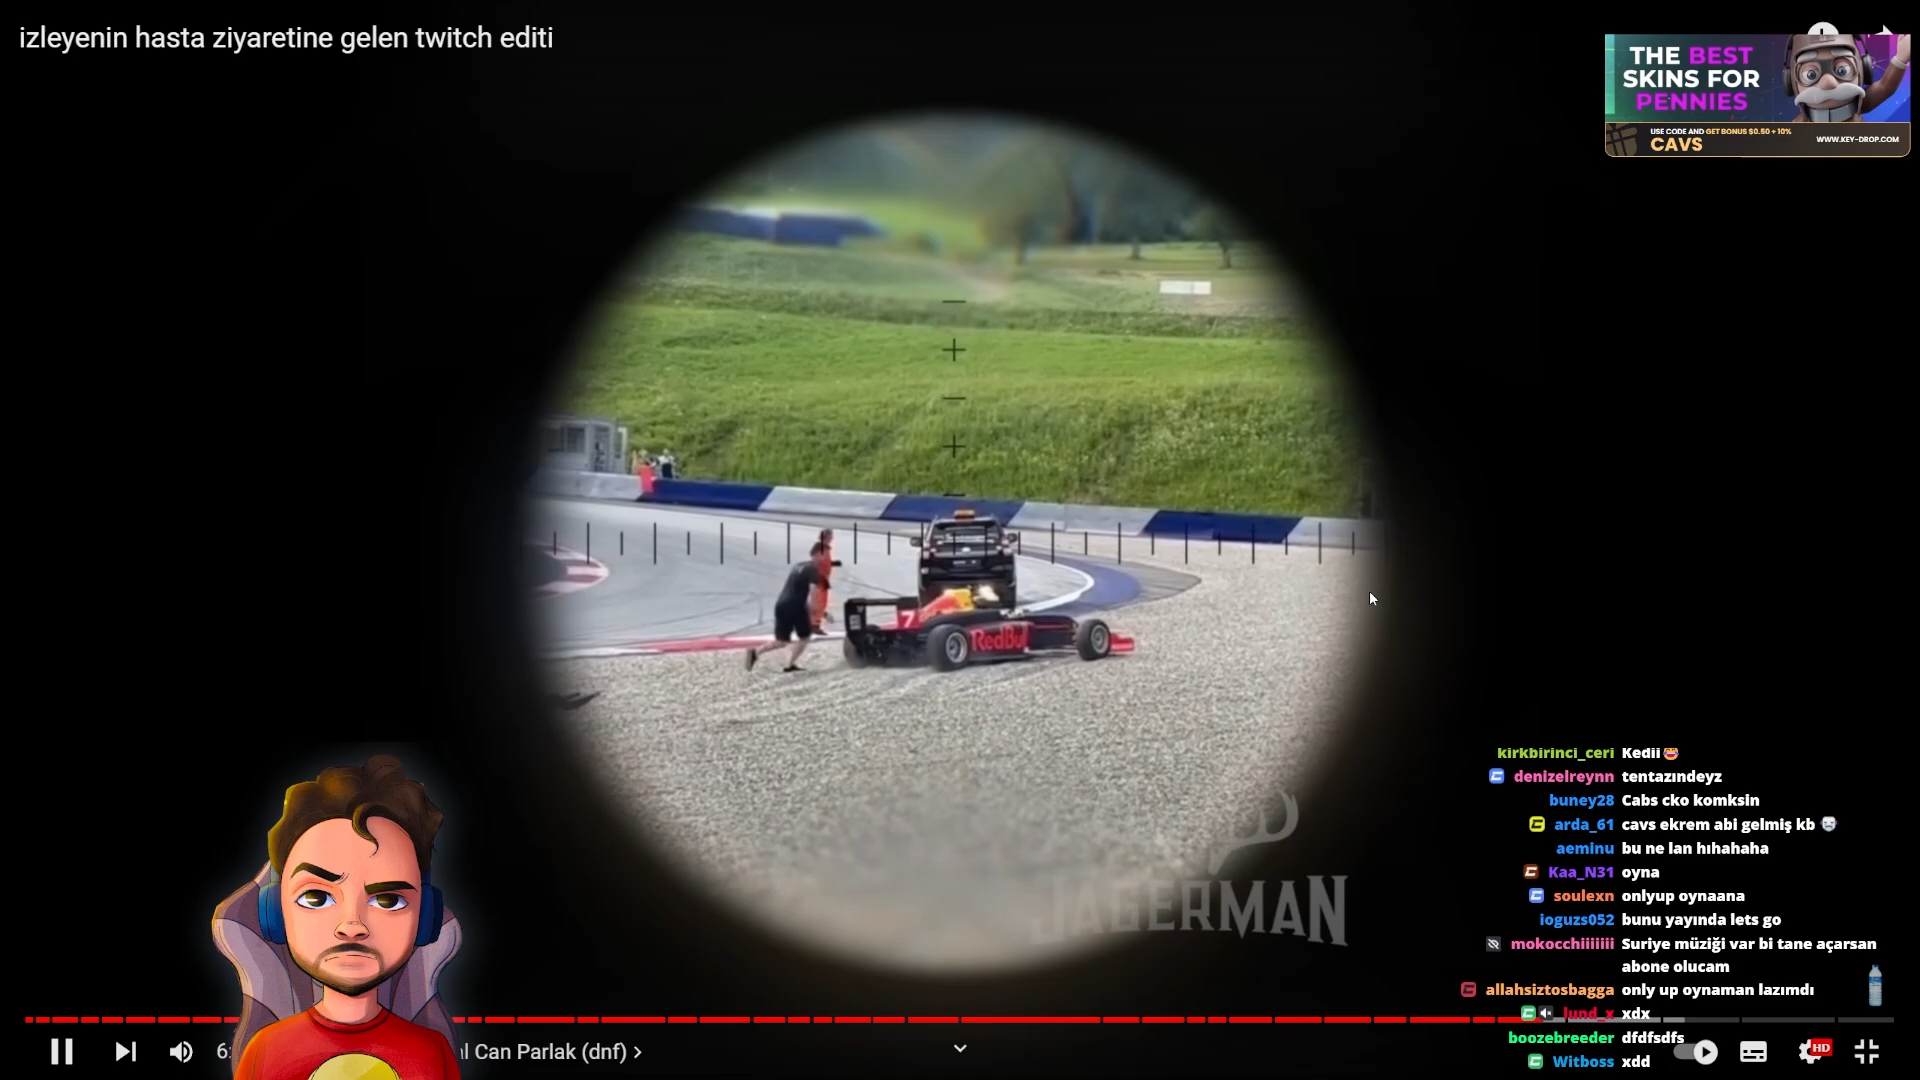 izleyenin hasta ziyaretine gelen twitch editi
THE BEST
SKINS FOR
PENNIES
USE CODE AND GET BONUS $0.50 + 10%
CAVS
WWW.KEY-DROP.COM
7
RedBull
JAGERMAN
kirkbirinci_ceri Kedii
denizelreynn tentazındeyz
buney28 Cabs cko komksin
arda_61 cavs ekrem abi gelmiş kb
aeminu bu ne lan hıhahaha
Kaa_N31 oyna
soulexn onlyup oynaana
ioguzs052 bunu yayında lets go
mokocchiiiiiii Suriye müziği var bi tane açarsan
abone olucam
allahsiztosbagga only up oynaman lazımdı
lund_x xdx
boozebreeder dfdfsdfs
Witboss xdd
6:
l Can Parlak (dnf)
HD